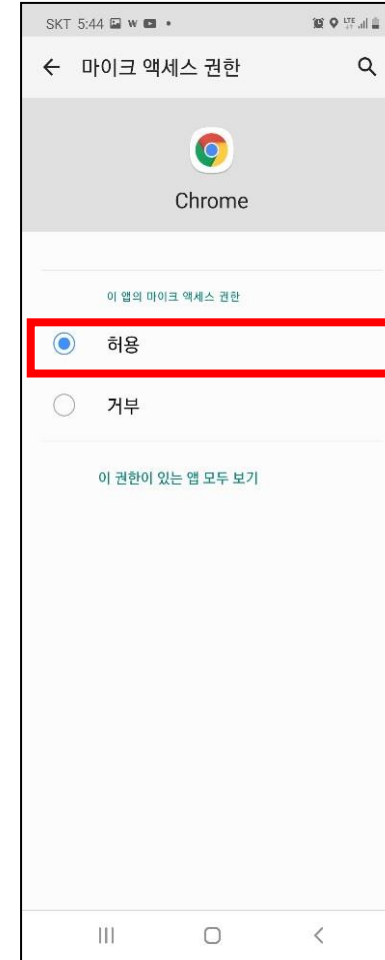 SKT 5:44 W
LTE
마이크 액세스 권한
Chrome
이 앱의 마이크 액세스 권한
허용
거부
이 권한이 있는 앱 모두 보기